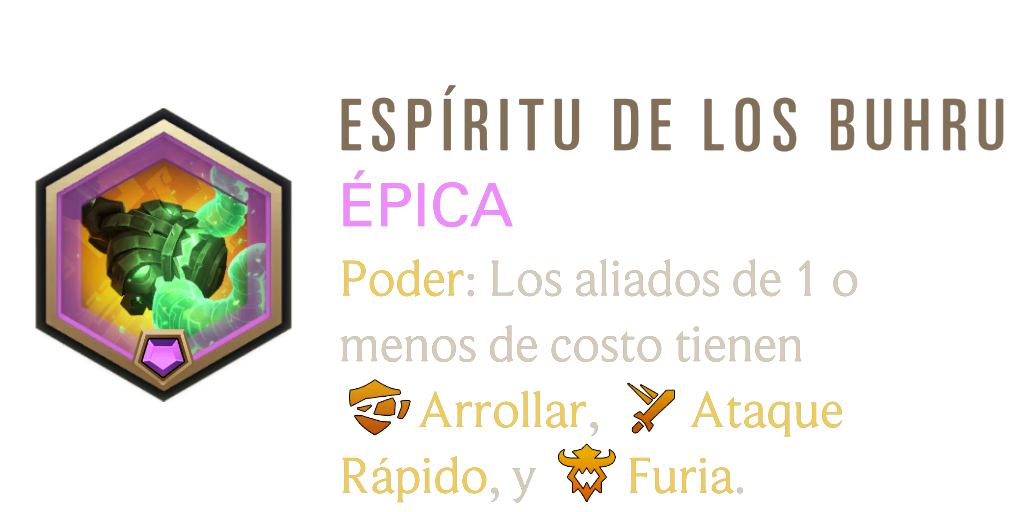 ESPÍRITU DE LOS BUHRU
ÉPICA
Poder: Los aliados de 1 o
menos de costo tienen
Arrollar, Ataque
Rápido, y Furia.